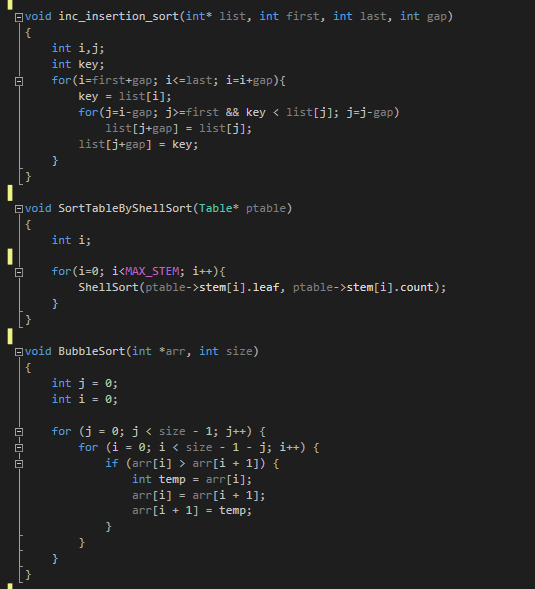 void inc_insertion_sort(int* list, int first, int last, int gap)
{
    int i,j;
    int key;
    for(i=first+gap; i<=last; i=i+gap){
        key = list[i];
        for(j=i-gap; j>=first && key < list[j]; j=j-gap)
            list[j+gap] = list[j];
        list[j+gap] = key;
    }
}
void SortTableByShellSort(Table* ptable)
{
    int i;
    for(i=0; i<MAX_STEM; i++){
        ShellSort(ptable->stem[i].leaf, ptable->stem[i].count);
    }
}
void BubbleSort(int *arr, int size)
{
    int j = 0;
    int i = 0;
    for (j = 0; j < size - 1; j++) {
        for (i = 0; i < size - 1 - j; i++) {
            if (arr[i] > arr[i + 1]) {
                int temp = arr[i];
                arr[i] = arr[i + 1];
                arr[i + 1] = temp;
            }
        }
    }
}